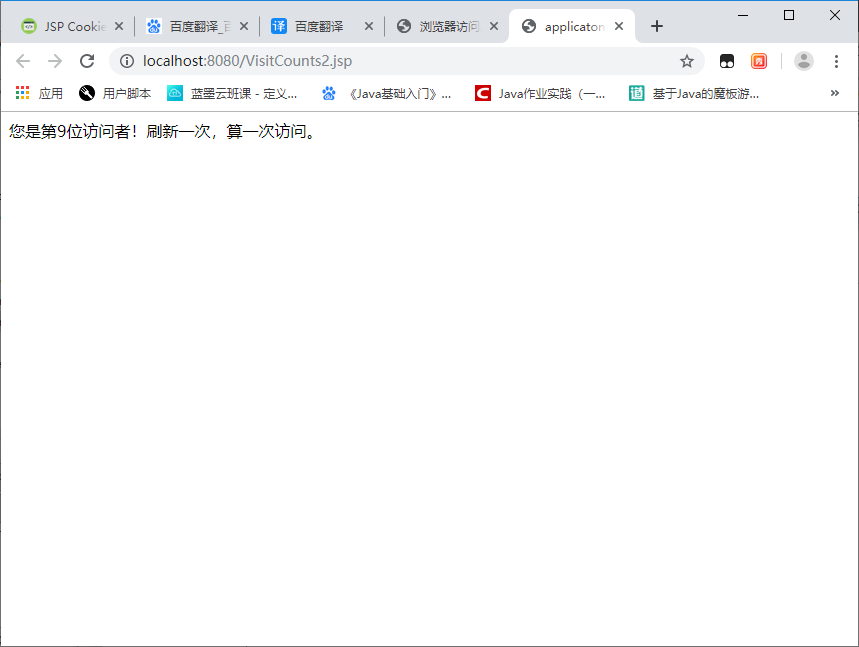 JSP Cookie
百度翻译_百
百度翻译
浏览器访问
applicaton
localhost:8080/VisitCounts2.jsp
应用
用户脚本
蓝墨云班课 - 定义...
《Java基础入门》...
Java作业实践（一...
基于Java的魔板游...
您是第9位访问者！刷新一次，算一次访问。